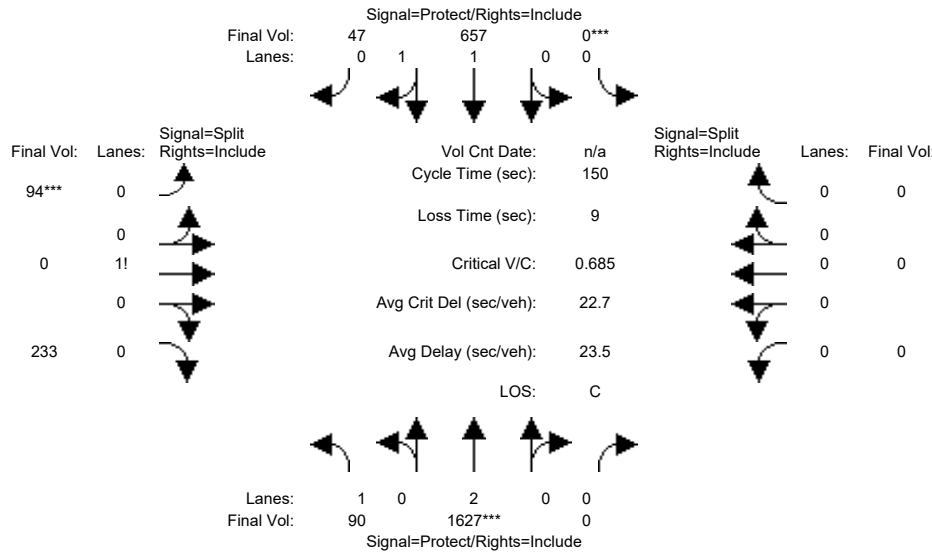 Signal=Protect/Rights=Include
Final Vol: 47 657 0***
Lanes: 0 1 1 0 0
Signal=Split
Final Vol: Lanes: Rights=Include
Vol Cnt Date: n/a
Signal=Split
Rights=Include Lanes: Final Vol:
Cycle Time (sec): 150
94*** 0
0 0
Loss Time (sec): 9
0
0
0 1!
Critical V/C: 0.685
0 0
0
Avg Crit Del (sec/veh): 22.7
0
233 0
Avg Delay (sec/veh): 23.5
0 0
LOS: C
Lanes: 1 0 2 0 0
Final Vol: 90 1627*** 0
Signal=Protect/Rights=Include